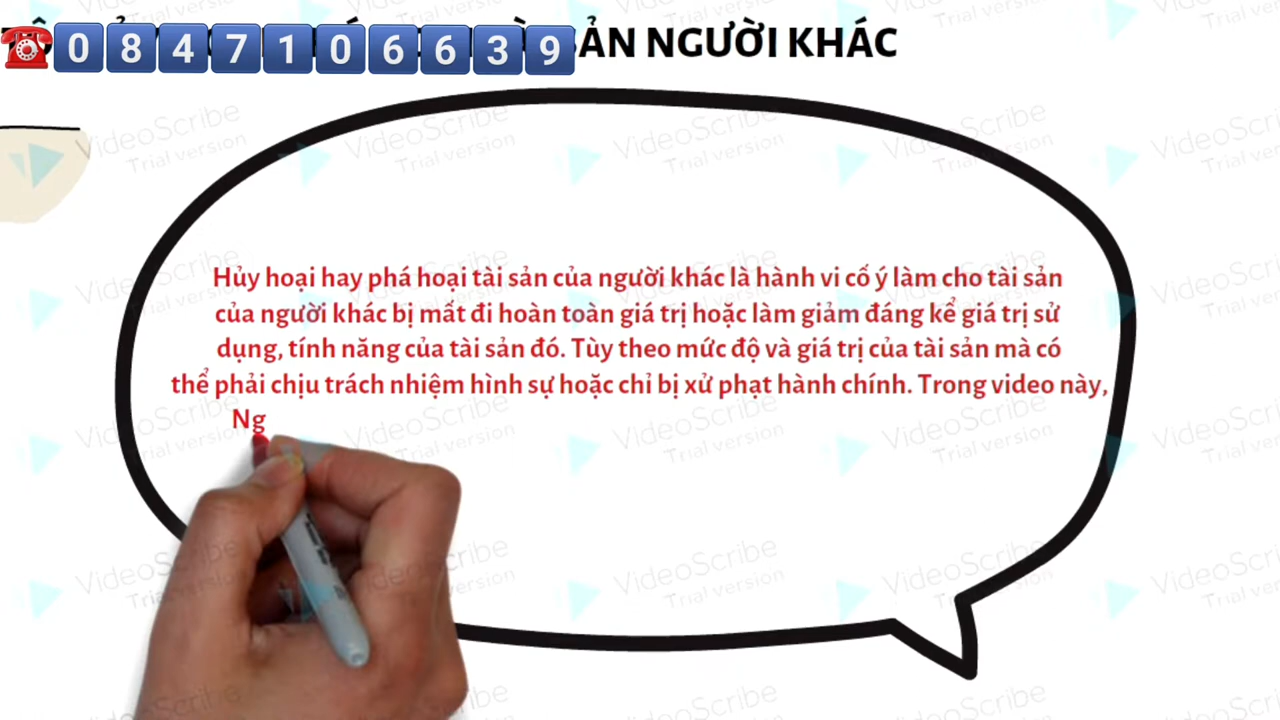 ☎️0847106639 SẢN NGƯỜI KHÁC
Hủy hoại hay phá hoại tài sản của người khác là hành vi cố ý làm cho tài sản
của người khác bị mất đi hoàn toàn giá trị hoặc làm giảm đáng kể giá trị sử
dụng, tính năng của tài sản đó. Tùy theo mức độ và giá trị của tài sản mà có
thể phải chịu trách nhiệm hình sự hoặc chỉ bị xử phạt hành chính. Trong video này,
Ng
VideoScribe
Trial version